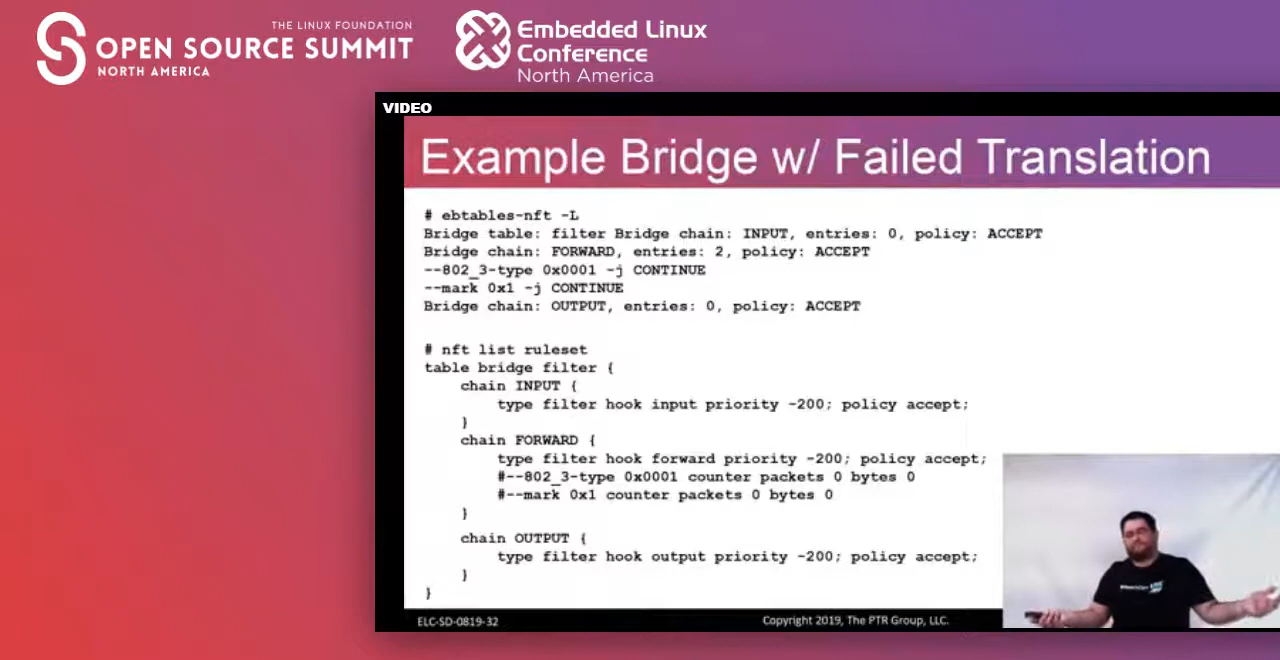 THE LINUX FOUNDATION
OPEN SOURCE SUMMIT
NORTH AMERICA
Embedded Linux
Conference
North America
VIDEO
Example Bridge w/ Failed Translation
# ebtables-nft -L
Bridge table: filter Bridge chain: INPUT, entries: 0, policy: ACCEPT
Bridge chain: FORWARD, entries: 2, policy: ACCEPT
--802_3-type 0x0001 -j CONTINUE
--mark 0x1 -j CONTINUE
Bridge chain: OUTPUT, entries: 0, policy: ACCEPT
# nft list ruleset
table bridge filter {
chain INPUT {
type filter hook input priority -200; policy accept;
}
chain FORWARD {
type filter hook forward priority -200; policy accept;
#--802_3-type 0x0001 counter packets 0 bytes 0
#--mark 0x1 counter packets 0 bytes 0
}
chain OUTPUT {
type filter hook output priority -200; policy accept;
}
}
ELC-SD-0819-32
Copyright 2019, The PTR Group, LLC.